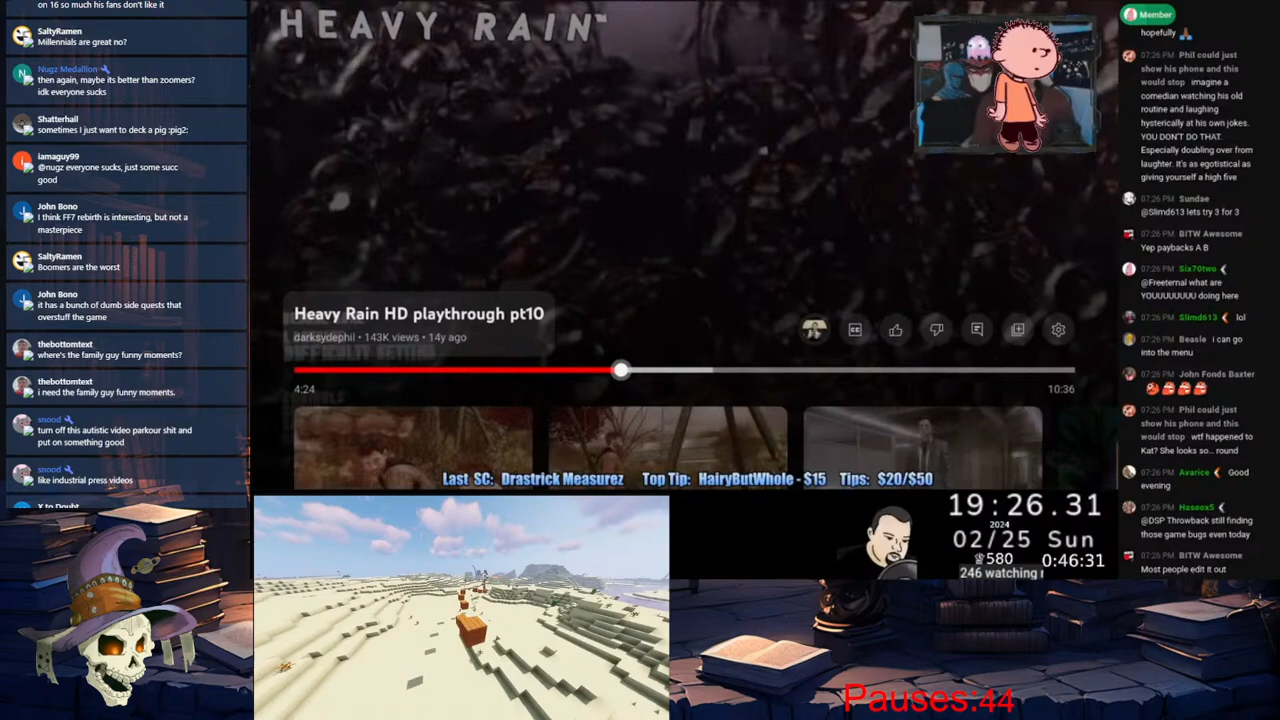 on 16 so much his fans don't like it
SaltyRamen
Millennials are great no?
Nugz Medallion
then again, maybe its better than zoomers?
idk everyone sucks
Shatterhail
sometimes I just want to deck a pig :pig2:
iamaguy99
@nugz everyone sucks, just some succ
good
John Bono
I think FF7 rebirth is interesting, but not a
masterpiece
SaltyRamen
Boomers are the worst
John Bono
it has a bunch of dumb side quests that
overstuff the game
thebottomtext
where's the family guy funny moments?
thebottomtext
i need the family guy funny moments.
snood
turn off this autistic video parkour shit and
put on something good
snood
like industrial press videos
X to Doubt
HEAVY RAIN™
Heavy Rain HD playthrough pt10
darksydephil • 143K views • 14y ago
4:24
10:36
Last SC: Drastrick Measurez Top Tip: HairyButWhole - $15 Tips: $20/$50
19:26.31
2024
02/25 Sun
580 0:46:31
246 watching
Pauses:44
Member
hopefully
07:26 PM Phil could just
show his phone and this
would stop imagine a
comedian watching his old
routine and laughing
hysterically at his own jokes.
YOU DON'T DO THAT.
Especially doubling over from
laughter. It's as egotistical as
giving yourself a high five
07:26 PM Sundae
@Slimd613 lets try 3 for 3
07:26 PM BITW Awesome
Yep paybacks A B
07:26 PM Six70two
@Freeternal what are
YOUUUUUUUU doing here
07:26 PM Slimd613 lol
07:26 PM Beasle i can go
into the menu
07:26 PM John Fonds Baxter
07:26 PM Phil could just
show his phone and this
would stop wtf happened to
Kat? She looks so... round
07:26 PM Avarice Good
evening
07:26 PM Haseox5
@DSP Throwback still finding
those game bugs even today
07:26 PM BITW Awesome
Most people edit it out